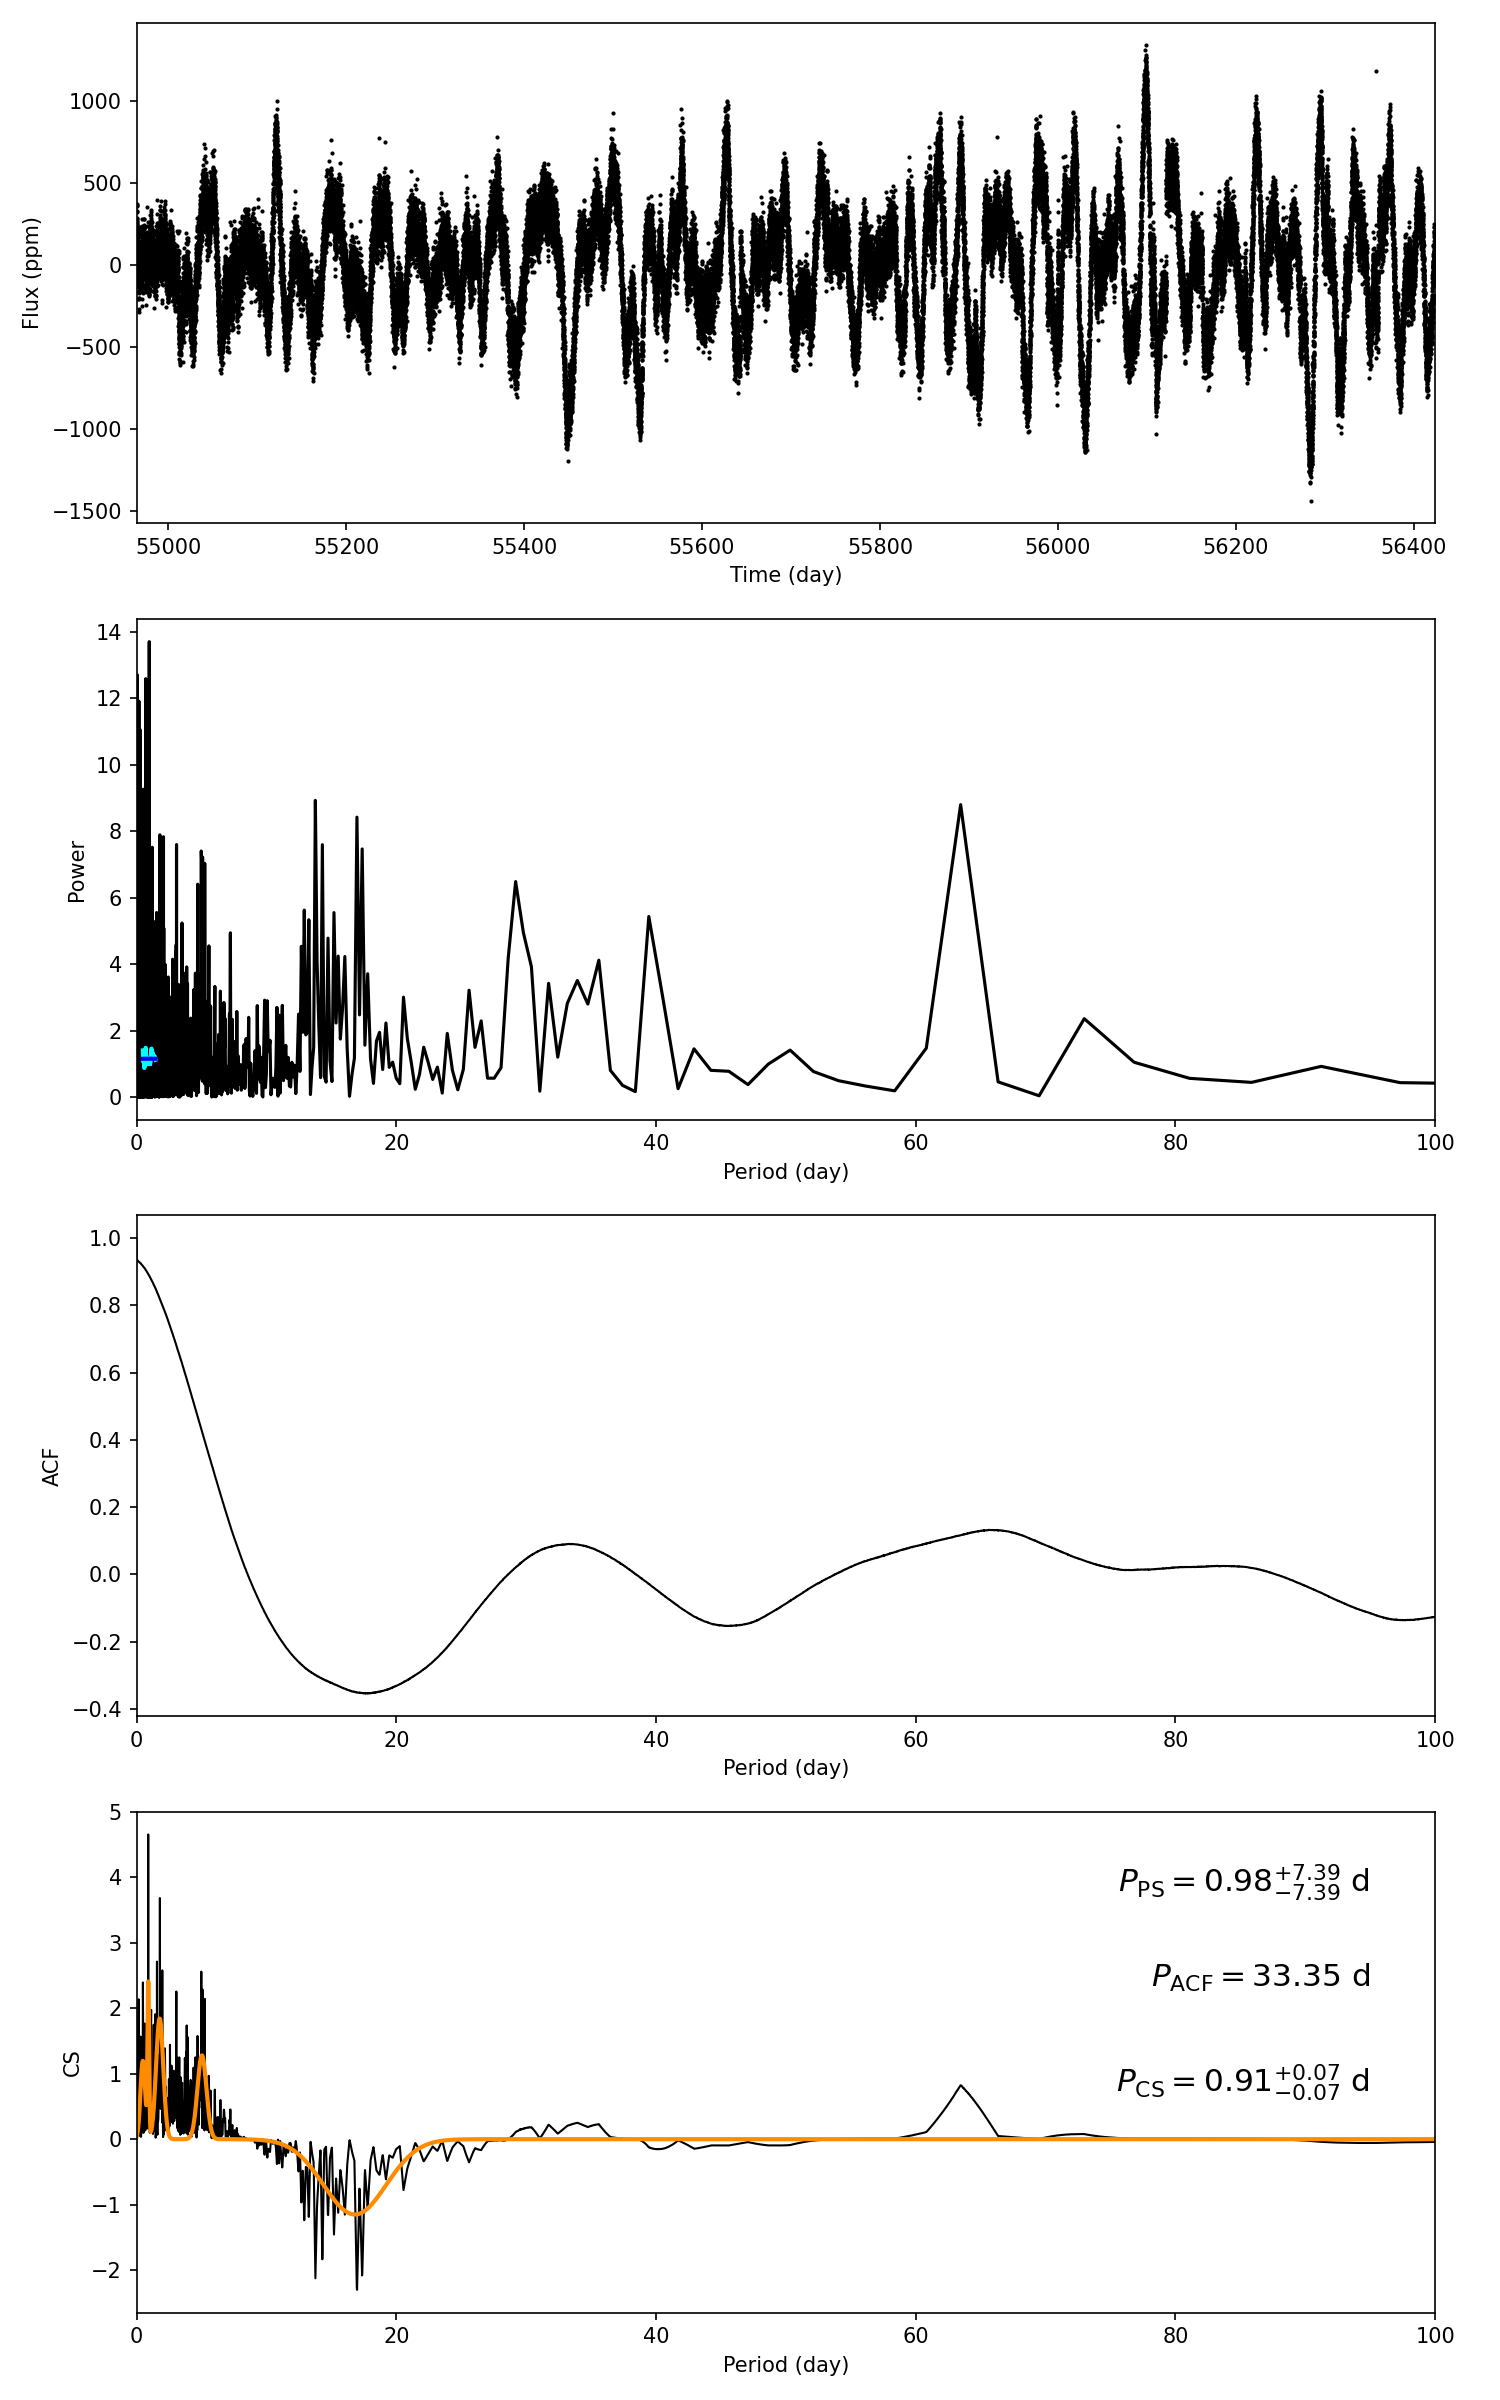 1000
500
0
−500
−1000
−1500
Flux (ppm)
55000 55200 55400 55600 55800 56000 56200 56400
Time (day)
14
12
10
8
6
4
2
0
Power
0 20 40 60 80 100
Period (day)
1.0
0.8
0.6
0.4
0.2
0.0
−0.2
−0.4
ACF
0 20 40 60 80 100
Period (day)
5
4
3
2
1
0
−1
−2
CS
P_PS = 0.98^{+7.39}_{−7.39} d
P_ACF = 33.35 d
P_CS = 0.91^{+0.07}_{−0.07} d
0 20 40 60 80 100
Period (day)